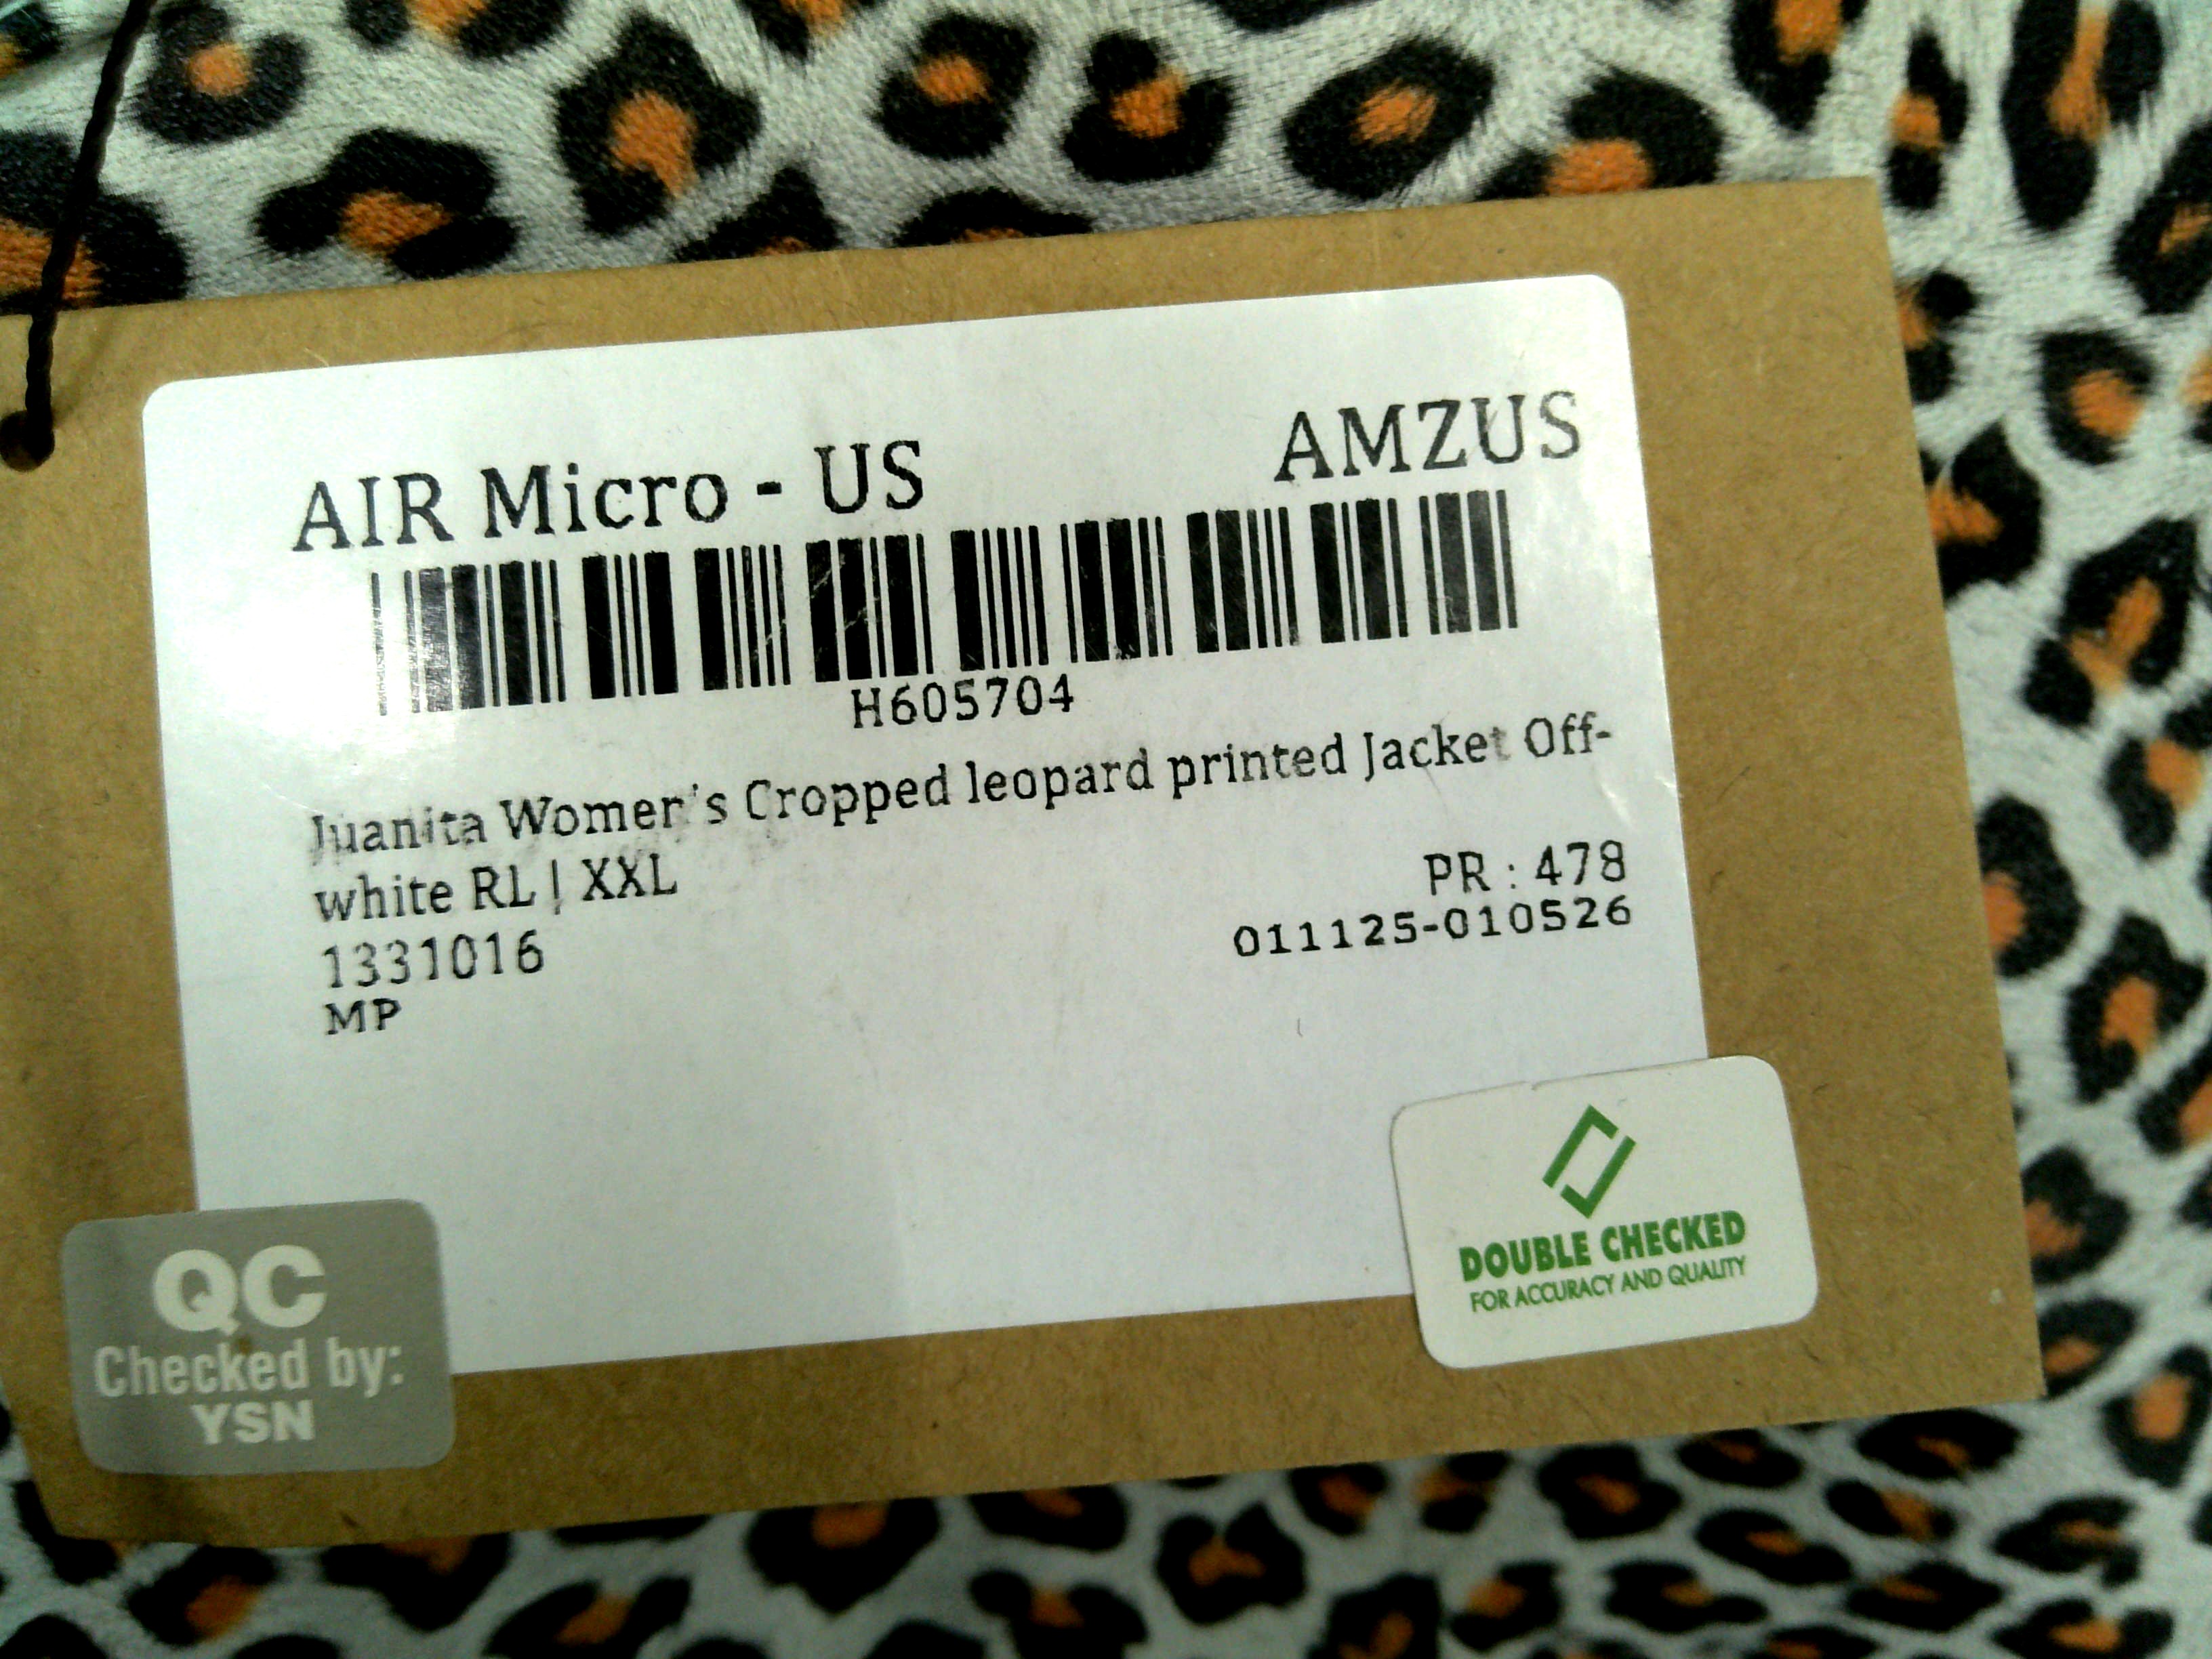 AIR Micro - US
AMZUS
H605704
Juanita Women's Cropped leopard printed Jacket Off-
white RL | XXL
PR : 478
1331016
011125-010526
MP
QC
Checked by:
YSN
DOUBLE CHECKED
FOR ACCURACY AND QUALITY